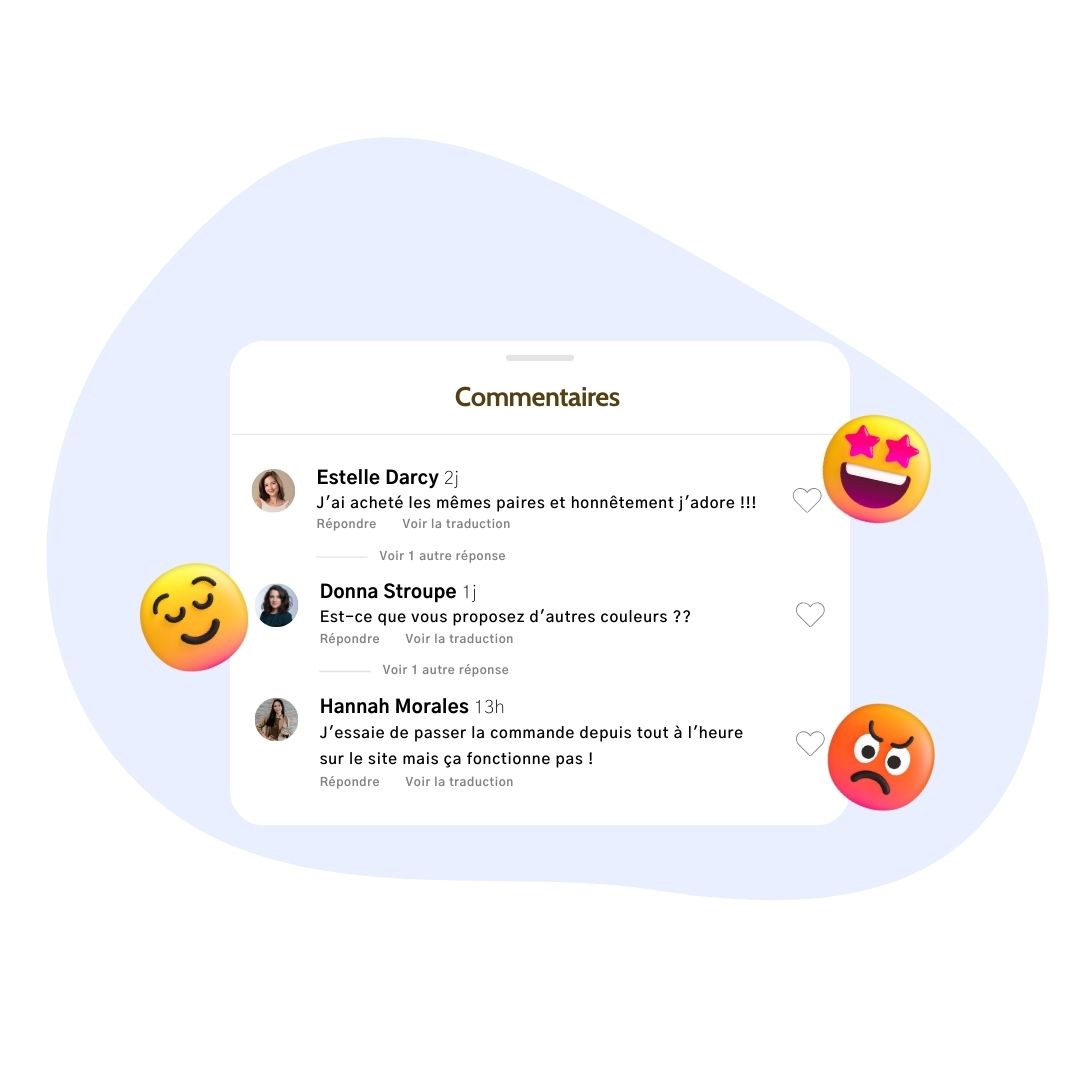 Commentaires
Estelle Darcy 2j
J'ai acheté les mêmes paires et honnêtement j'adore !!!
Répondre Voir la traduction
Voir 1 autre réponse
Donna Stroupe 1j
Est-ce que vous proposez d'autres couleurs ??
Répondre Voir la traduction
Voir 1 autre réponse
Hannah Morales 13h
J'essaie de passer la commande depuis tout à l'heure
sur le site mais ça fonctionne pas !
Répondre Voir la traduction